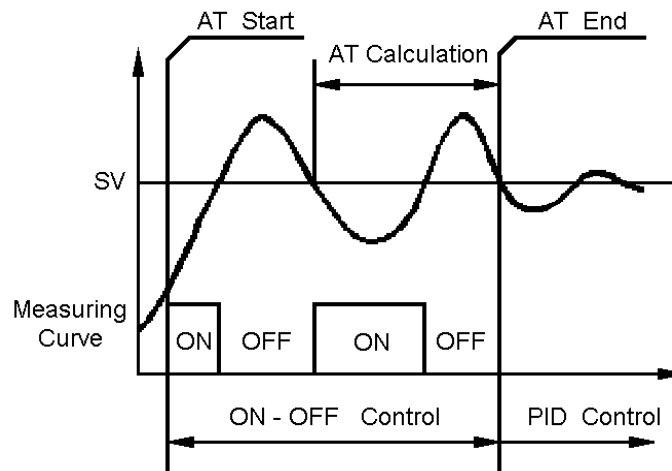 AT Start
AT End
AT Calculation
SV
Measuring
Curve
ON
OFF
ON
OFF
ON - OFF Control
PID Control